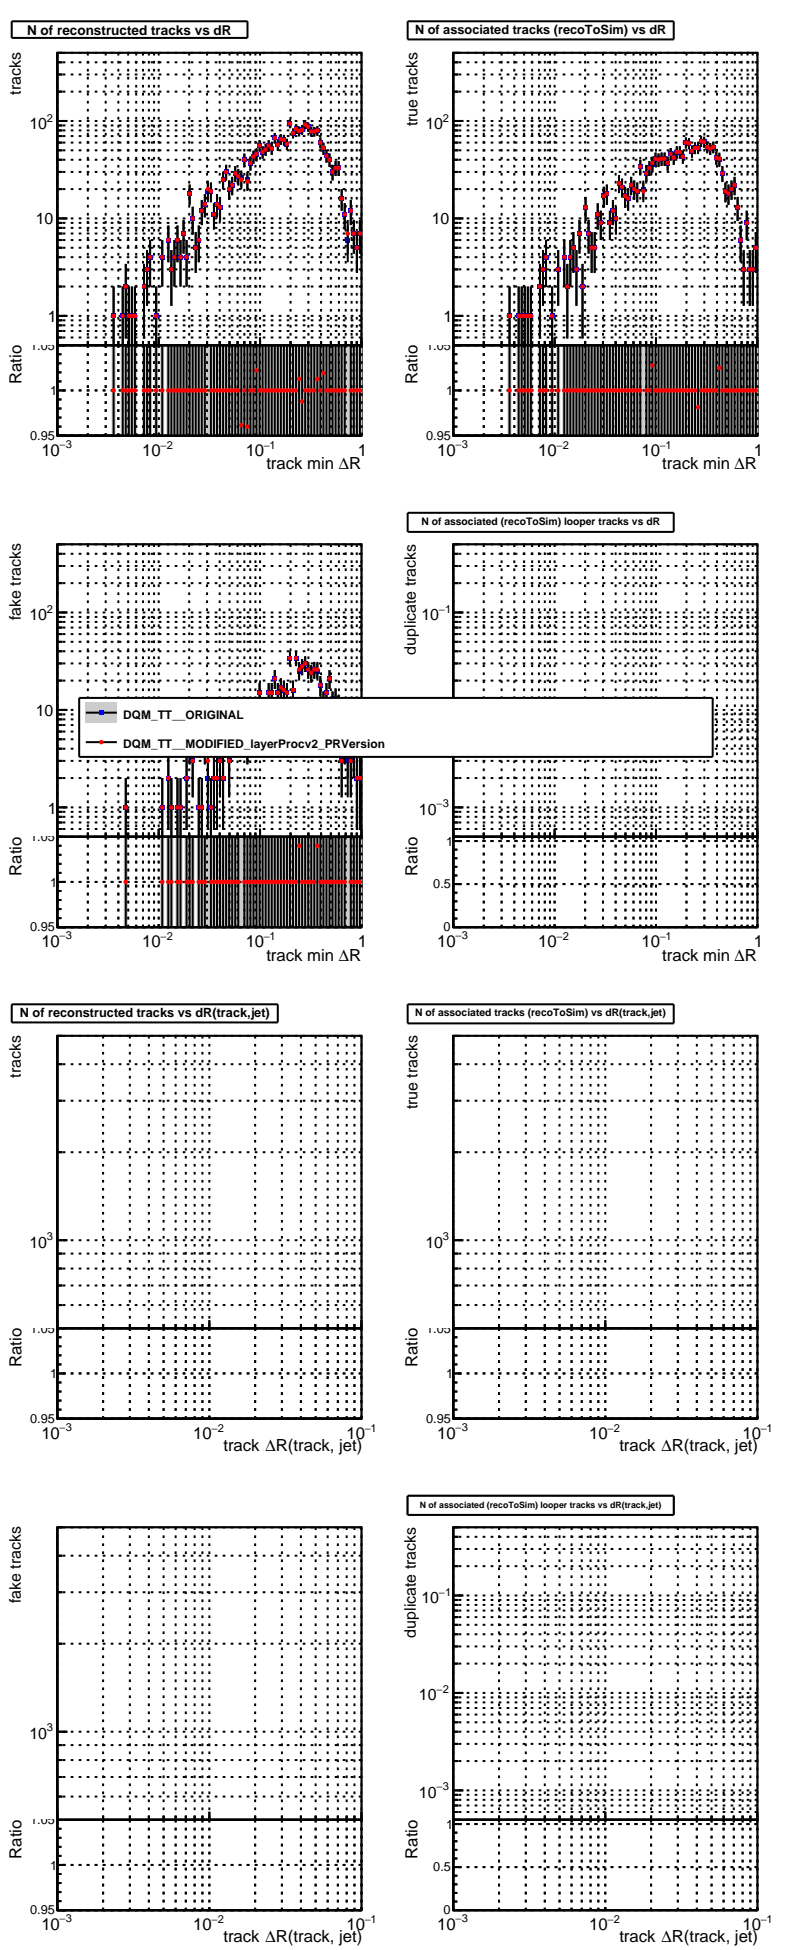 N of reconstructed tracks vs dR
N of associated tracks (recoToSim) vs dR
tracks
10²
10
1
true tracks
10²
10
1
Ratio
1.05
1
0.95
Ratio
1.05
1
0.95
10⁻³ 10⁻² 10⁻¹ 1
10⁻³ 10⁻² 10⁻¹ 1
track min ΔR
track min ΔR
N of associated (recoToSim) looper tracks vs dR
fake tracks
10²
10
1
duplicate tracks
10⁻¹
10⁻³
DQM_TT__ORIGINAL
DQM_TT__MODIFIED_layerProcv2_PRVersion
Ratio
1.05
1
0.95
Ratio
1
0.5
0
10⁻³ 10⁻² 10⁻¹ 1
10⁻³ 10⁻² 10⁻¹ 1
track min ΔR
track min ΔR
N of reconstructed tracks vs dR(track,jet)
N of associated tracks (recoToSim) vs dR(track,jet)
tracks
10³
true tracks
10³
Ratio
1.05
1
0.95
Ratio
1.05
1
0.95
10⁻³ 10⁻² 10⁻¹
10⁻³ 10⁻² 10⁻¹
track ΔR(track, jet)
track ΔR(track, jet)
N of associated (recoToSim) looper tracks vs dR(track,jet)
fake tracks
10³
duplicate tracks
10⁻¹
10⁻²
10⁻³
Ratio
1.05
1
0.95
Ratio
1
0.5
0
10⁻³ 10⁻² 10⁻¹
10⁻³ 10⁻² 10⁻¹
track ΔR(track, jet)
track ΔR(track, jet)